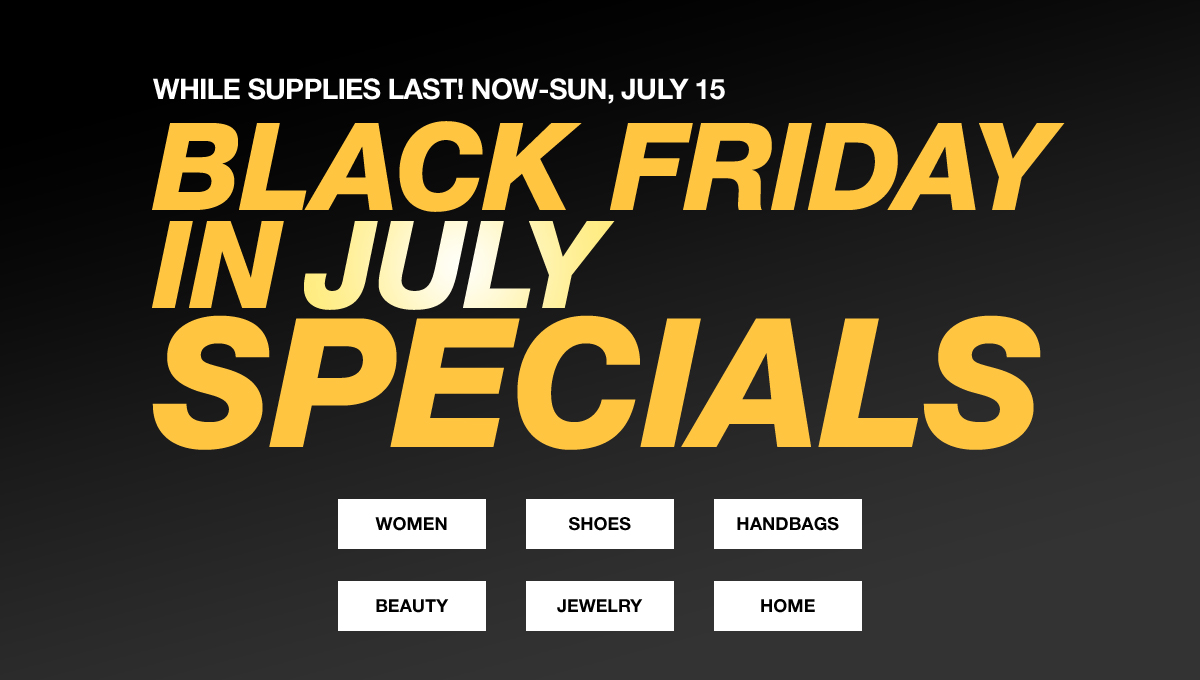 WHILE SUPPLIES LAST! NOW-SUN, JULY 15
BLACK FRIDAY
IN JULY
SPECIALS
WOMEN SHOES HANDBAGS
BEAUTY JEWELRY HOME